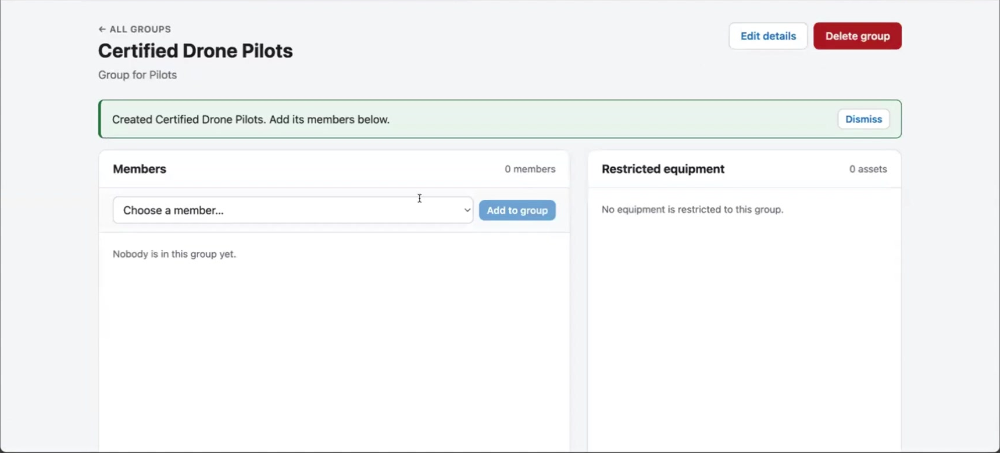 ← ALL GROUPS
Edit details
Delete group
Certified Drone Pilots
Group for Pilots
Created Certified Drone Pilots. Add its members below.
Dismiss
Members
0 members
Choose a member...
Add to group
Nobody is in this group yet.
Restricted equipment
0 assets
No equipment is restricted to this group.